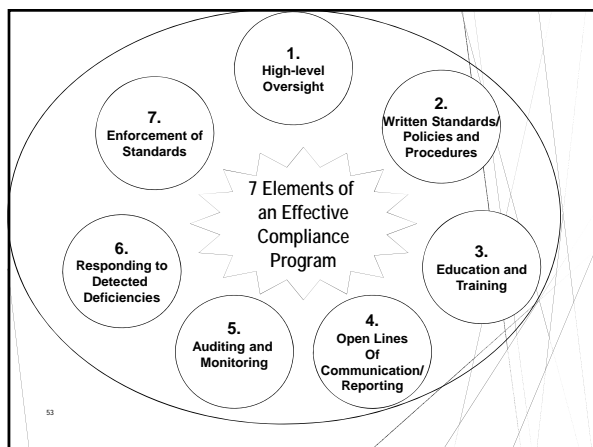 1.
High-level
Oversight
2.
Written Standards/
Policies and
Procedures
3.
Education and
Training
4.
Open Lines
Of
Communication/
Reporting
5.
Auditing and
Monitoring
6.
Responding to
Detected
Deficiencies
7.
Enforcement of
Standards
7 Elements of
an Effective
Compliance
Program
53